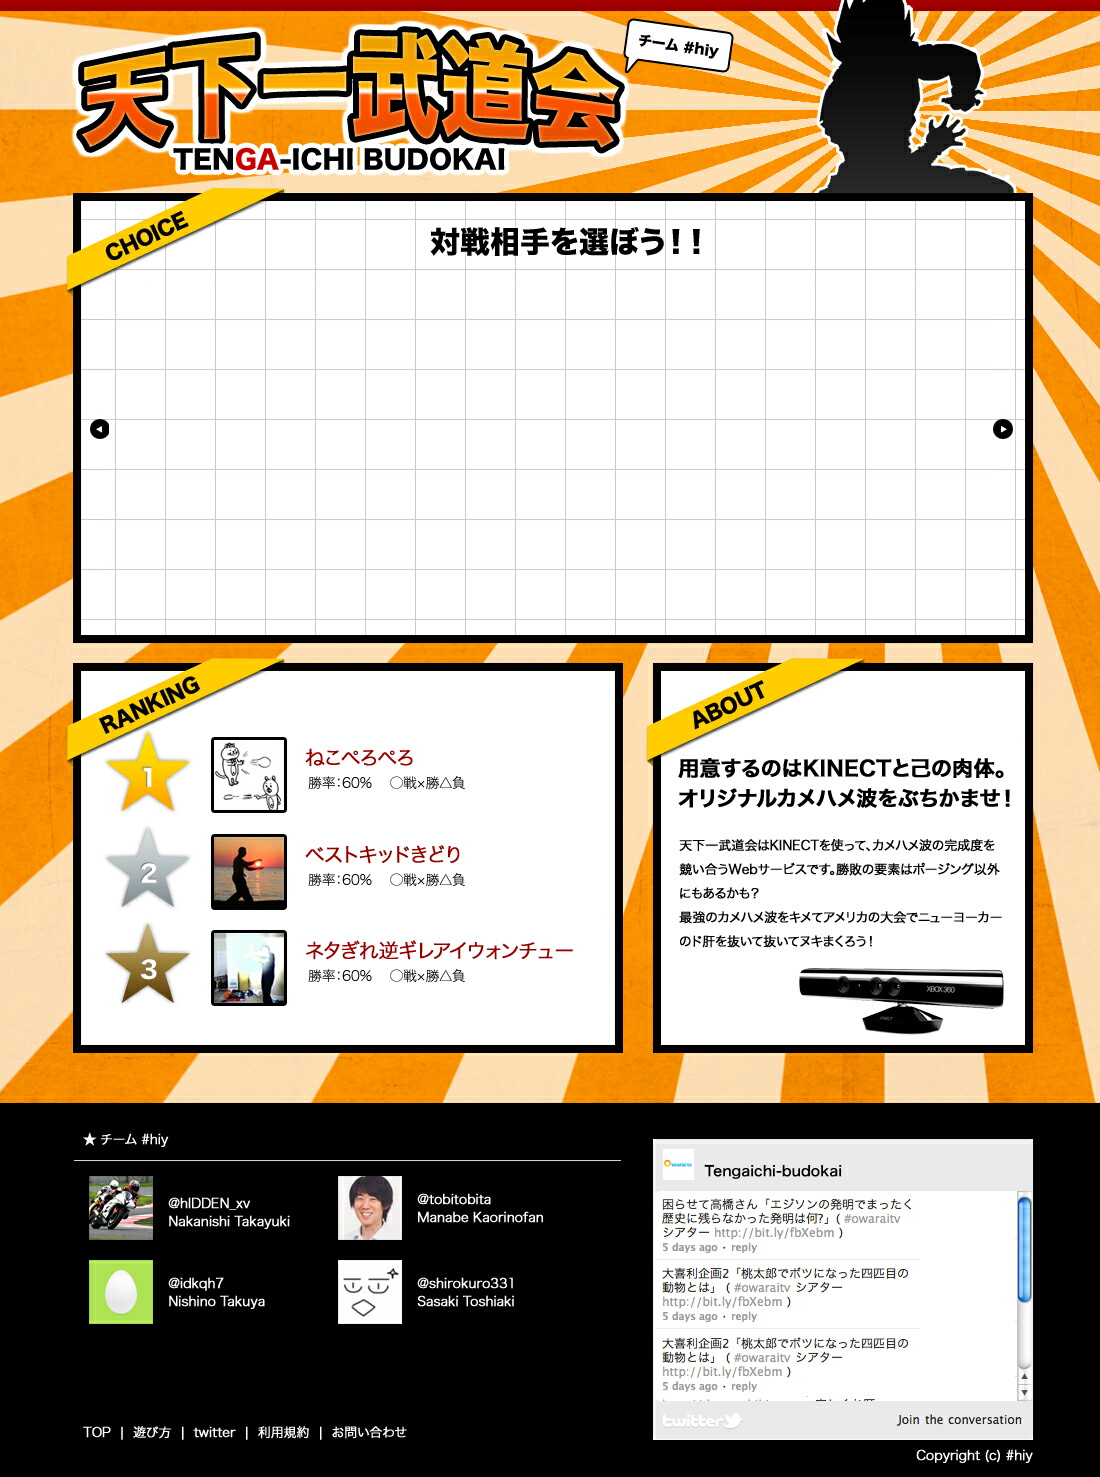 天下一武道会
TENGA-ICHI BUDOKAI
チーム #hiy
CHOICE
対戦相手を選ぼう！！
RANKING
1
ねこぺろぺろ
勝率：60%　○戦×勝△負
2
ベストキッドきどり
勝率：60%　○戦×勝△負
3
ネタぎれ逆ギレアイウォンチュー
勝率：60%　○戦×勝△負
ABOUT
用意するのはKINECTと己の肉体。
オリジナルカメハメ波をぶちかませ！
天下一武道会はKINECTを使って、カメハメ波の完成度を
競い合うWebサービスです。勝敗の要素はポージング以外
にもあるかも？
最強のカメハメ波をキメてアメリカの大会でニューヨーカー
のド肝を抜いて抜いてヌキまくろう！
XBOX 360
KINECT
★ チーム #hiy
@hIDDEN_xv
Nakanishi Takayuki
@tobitobita
Manabe Kaorinofan
@idkqh7
Nishino Takuya
@shirokuro331
Sasaki Toshiaki
TOP | 遊び方 | twitter | 利用規約 | お問い合わせ
Tengaichi-budokai
困らせて高橋さん「エジソンの発明でまったく
歴史に残らなかった発明は何?」( #owaraitv
シアター http://bit.ly/fbXebm )
5 days ago · reply
大喜利企画2「桃太郎でボツになった四匹目の
動物とは」 ( #owaraitv シアター
http://bit.ly/fbXebm )
5 days ago · reply
大喜利企画2「桃太郎でボツになった四匹目の
動物とは」 ( #owaraitv シアター
http://bit.ly/fbXebm )
5 days ago · reply
twitter
Join the conversation
Copyright (c) #hiy